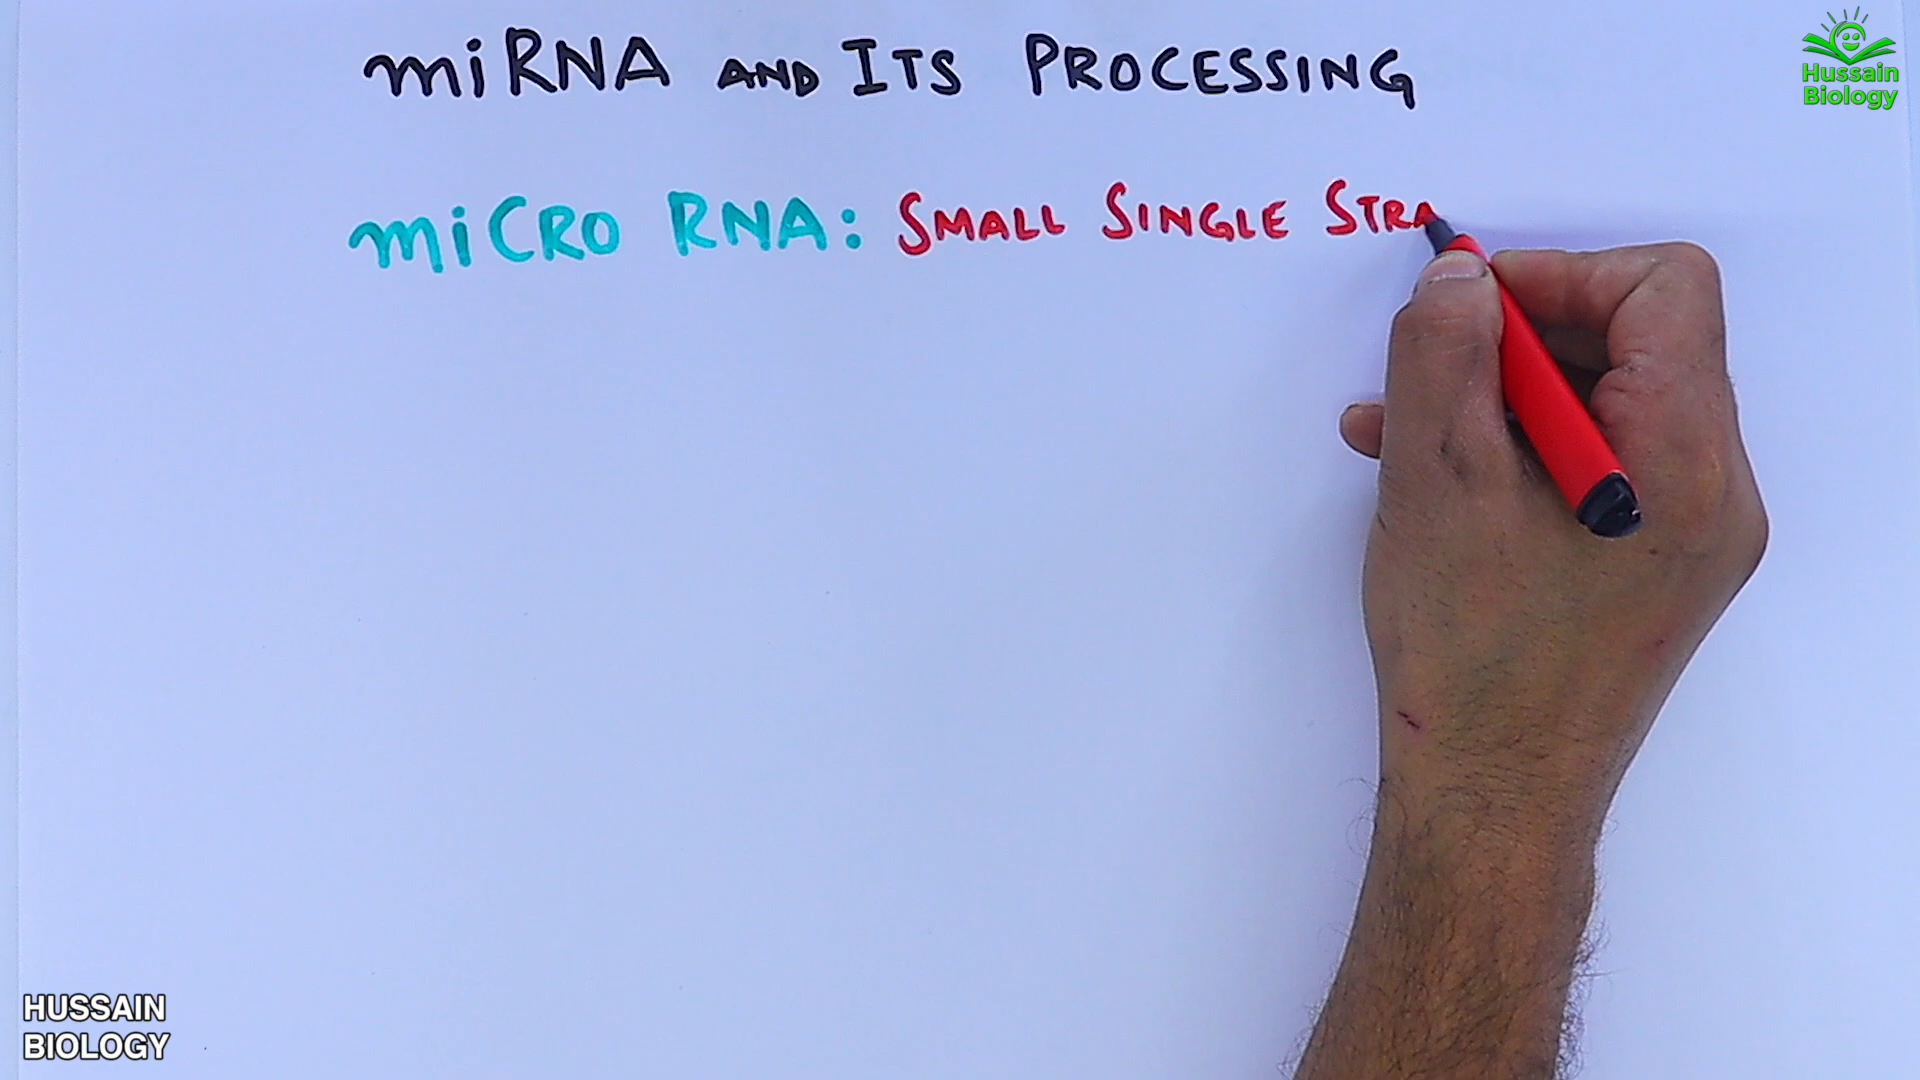 miRNA AND ITS PROCESSING
Hussain
Biology
miCRO RNA: SMALL SINGLE STRA
HUSSAIN
BIOLOGY